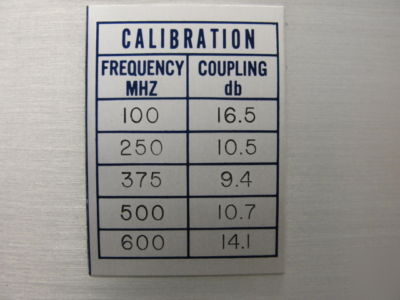 CALIBRATION
FREQUENCY MHZ COUPLING db
100 16.5
250 10.5
375 9.4
500 10.7
600 14.1